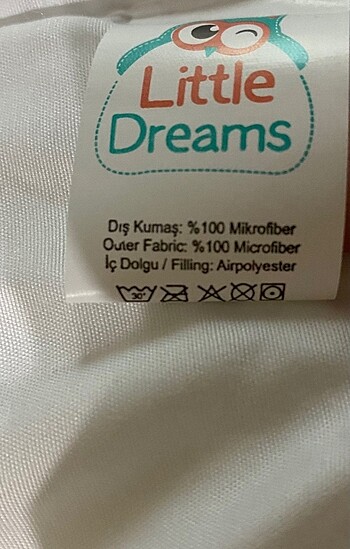 Little
Dreams
Dış Kumaş: %100 Mikrofiber
Outer Fabric: %100 Microfiber
İç Dolgu / Filling: Airpolyester
30°